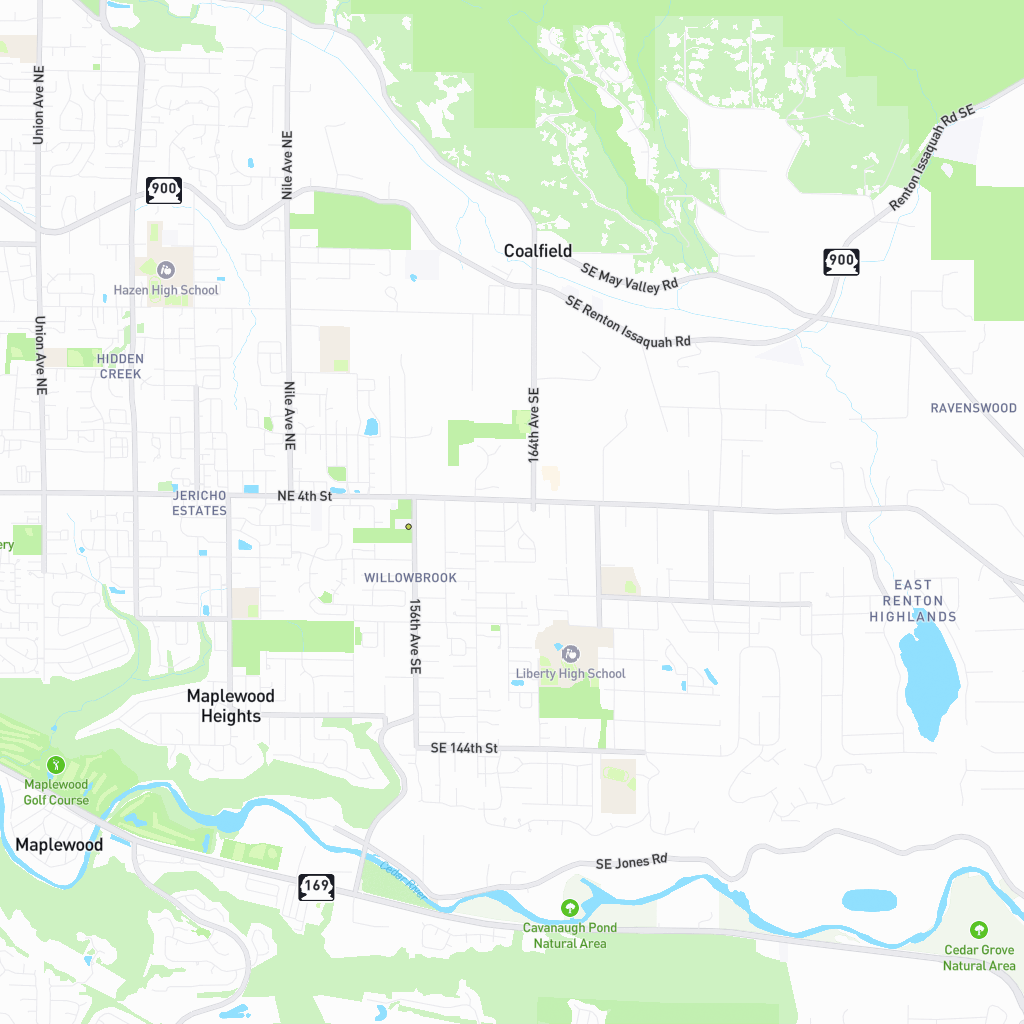 Union Ave NE
Nile Ave NE
900
Renton Issaquah Rd SE
Coalfield
900
Hazen High School
SE May Valley Rd
SE Renton Issaquah Rd
Union Ave NE
HIDDEN
CREEK
Nile Ave NE
164th Ave SE
RAVENSWOOD
JERICHO
ESTATES
NE 4th St
ery
WILLOWBROOK
EAST
RENTON
HIGHLANDS
156th Ave SE
Liberty High School
Maplewood
Heights
SE 144th St
Maplewood
Golf Course
Maplewood
SE Jones Rd
Cedar River
169
Cavanaugh Pond
Natural Area
Cedar Grove
Natural Area